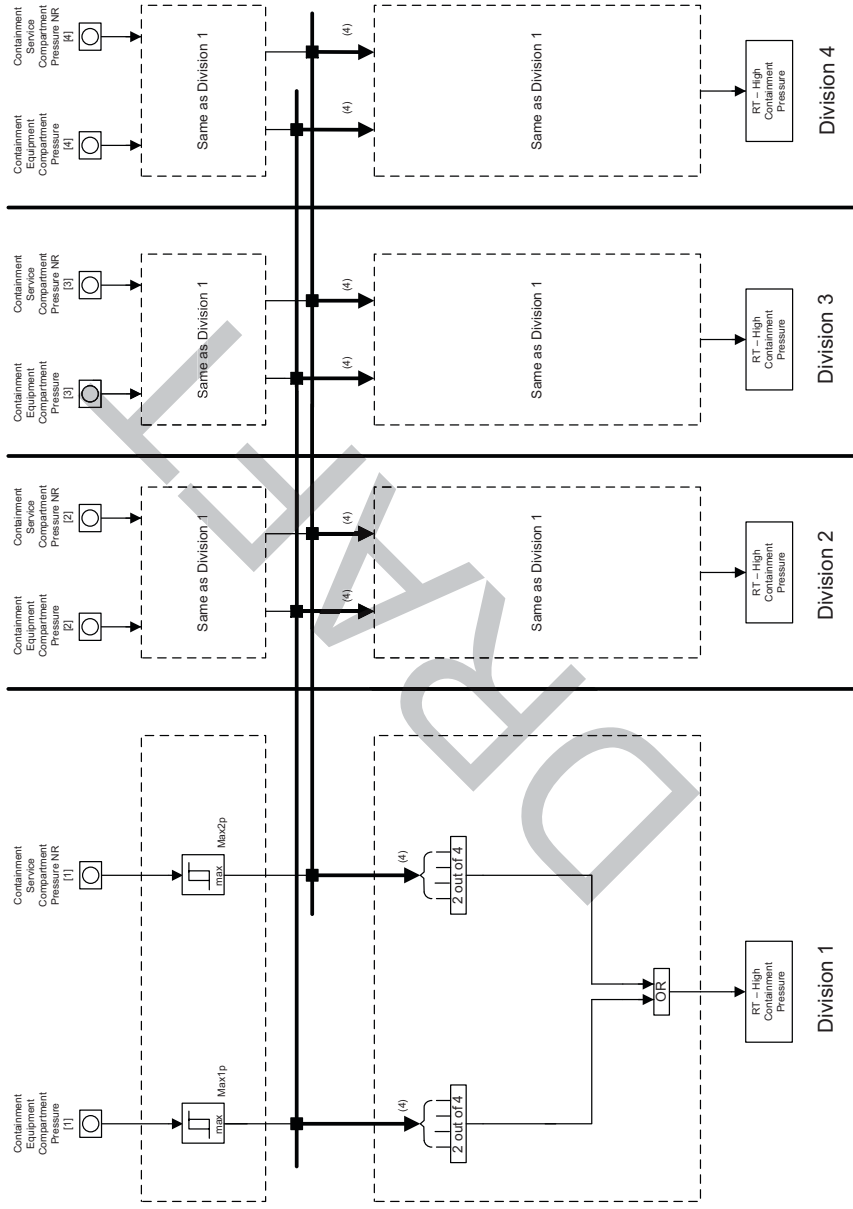 Containment
Equipment
Compartment
Pressure
[1]
Containment
Service
Compartment
Pressure NR
[1]
max
Max1p
max
Max2p
(4)
(4)
2 out of 4
2 out of 4
OR
RT – High
Containment
Pressure
Division 1
Containment
Equipment
Compartment
Pressure
[2]
Containment
Service
Compartment
Pressure NR
[2]
Same as Division 1
(4)
(4)
Same as Division 1
RT – High
Containment
Pressure
Division 2
Containment
Equipment
Compartment
Pressure
[3]
Containment
Service
Compartment
Pressure NR
[3]
Same as Division 1
(4)
(4)
Same as Division 1
RT – High
Containment
Pressure
Division 3
Containment
Equipment
Compartment
Pressure
[4]
Containment
Service
Compartment
Pressure NR
[4]
Same as Division 1
(4)
(4)
Same as Division 1
RT – High
Containment
Pressure
Division 4
DRAFT